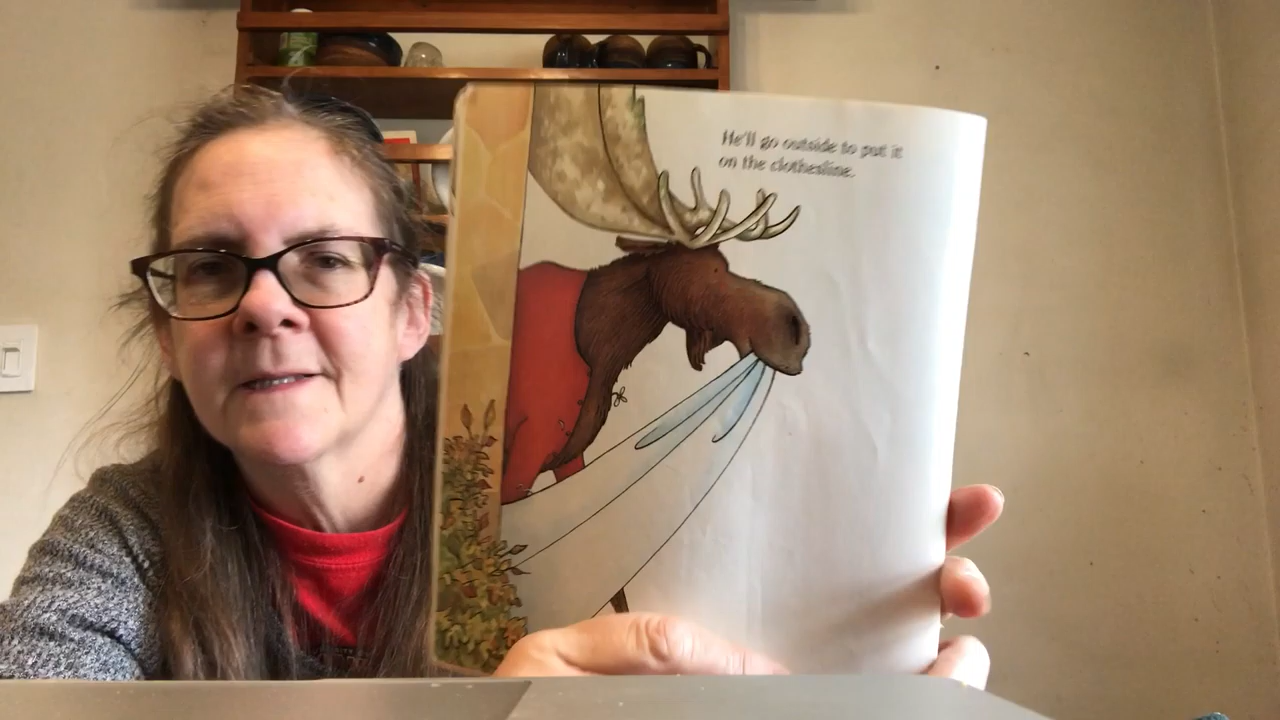 He'll go outside to put it
on the clothesline.